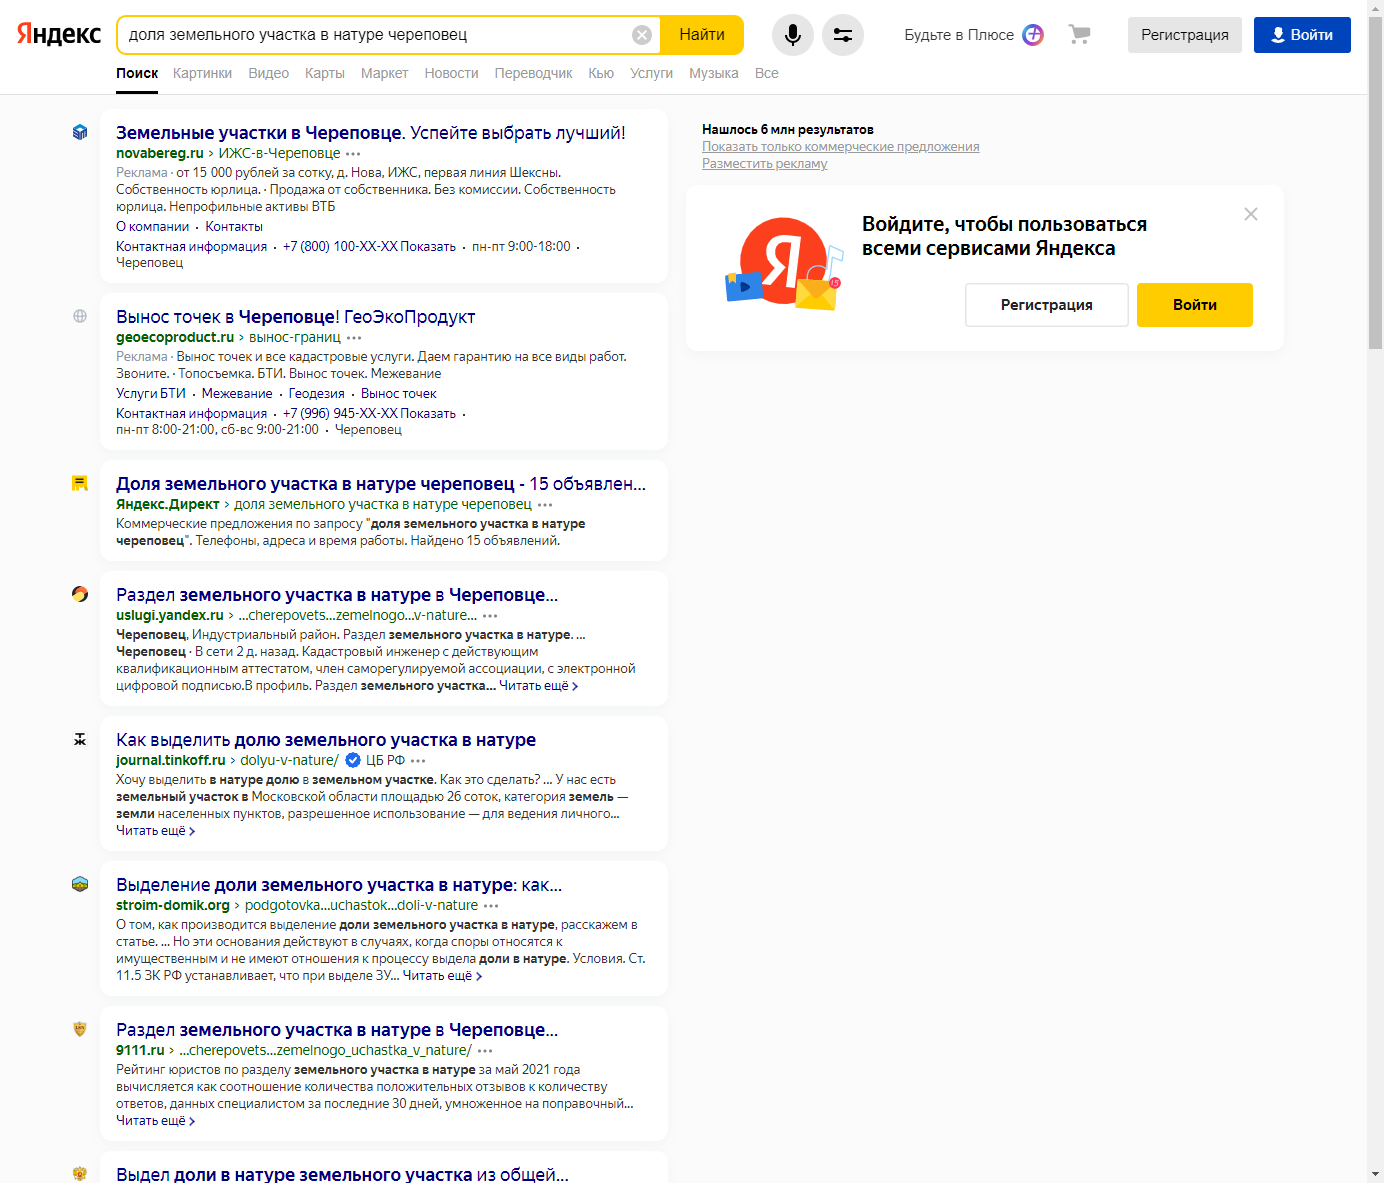 Яндекс
доля земельного участка в натуре череповец
Найти
Будьте в Плюсе
Регистрация
Войти
Поиск Картинки Видео Карты Маркет Новости Переводчик Кью Услуги Музыка Все
Земельные участки в Череповце. Успейте выбрать лучший!
novabereg.ru › ИЖС-в-Череповце
Реклама · от 15 000 рублей за сотку, д. Нова, ИЖС, первая линия Шексны.
Собственность юрлица. · Продажа от собственника. Без комиссии. Собственность
юрлица. Непрофильные активы ВТБ
О компании · Контакты
Контактная информация · +7 (800) 100-XX-XX Показать · пн-пт 9:00-18:00 ·
Череповец
Вынос точек в Череповце! ГеоЭкоПродукт
geoecoproduct.ru › вынос-границ
Реклама · Вынос точек и все кадастровые услуги. Даем гарантию на все виды работ.
Звоните. · Топосъемка. БТИ. Вынос точек. Межевание
Услуги БТИ · Межевание · Геодезия · Вынос точек
Контактная информация · +7 (996) 945-XX-XX Показать ·
пн-пт 8:00-21:00, сб-вс 9:00-21:00 · Череповец
Доля земельного участка в натуре череповец - 15 объявлен...
Яндекс.Директ › доля земельного участка в натуре череповец
Коммерческие предложения по запросу "доля земельного участка в натуре
череповец". Телефоны, адреса и время работы. Найдено 15 объявлений.
Раздел земельного участка в натуре в Череповце...
uslugi.yandex.ru › ...cherepovets...zemelnogo...v-nature...
Череповец, Индустриальный район. Раздел земельного участка в натуре. ...
Череповец · В сети 2 д. назад. Кадастровый инженер с действующим
квалификационным аттестатом, член саморегулируемой ассоциации, с электронной
цифровой подписью.В профиль. Раздел земельного участка... Читать ещё ›
Как выделить долю земельного участка в натуре
journal.tinkoff.ru › dolyu-v-nature/ ЦБ РФ
Хочу выделить в натуре долю в земельном участке. Как это сделать? ... У нас есть
земельный участок в Московской области площадью 26 соток, категория земель —
земли населенных пунктов, разрешенное использование — для ведения личного...
Читать ещё ›
Выделение доли земельного участка в натуре: как...
stroim-domik.org › podgotovka...uchastok...doli-v-nature
О том, как производится выделение доли земельного участка в натуре, расскажем в
статье. ... Но эти основания действуют в случаях, когда споры относятся к
имущественным и не имеют отношения к процессу выдела доли в натуре. Условия. Ст.
11.5 ЗК РФ устанавливает, что при выделе ЗУ... Читать ещё ›
Раздел земельного участка в натуре в Череповце...
9111.ru › ...cherepovets...zemelnogo_uchastka_v_nature/
Рейтинг юристов по разделу земельного участка в натуре за май 2021 года
вычисляется как соотношение количества положительных отзывов к количеству
ответов, данных специалистом за последние 30 дней, умноженное на поправочный...
Читать ещё ›
Выдел доли в натуре земельного участка из общей...
Нашлось 6 млн результатов
Показать только коммерческие предложения
Разместить рекламу
Войдите, чтобы пользоваться
всеми сервисами Яндекса
Регистрация
Войти